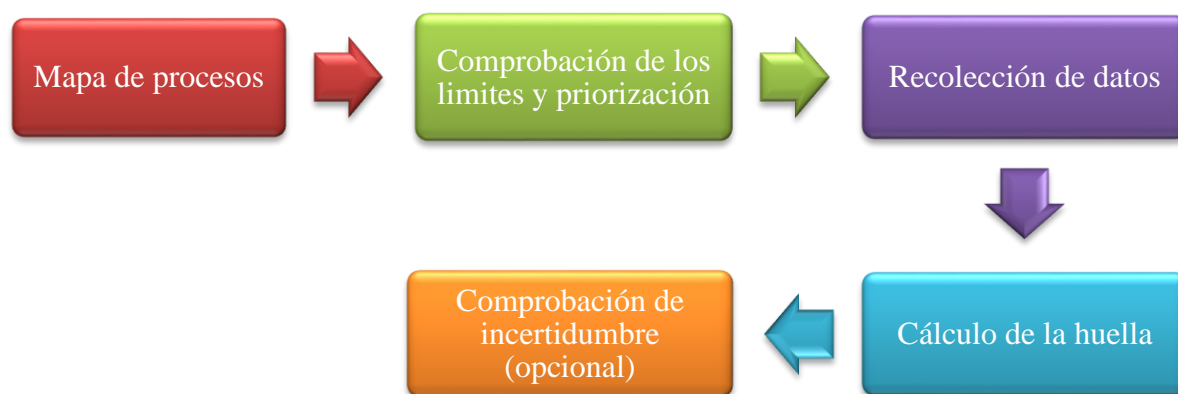 Mapa de procesos
Comprobación de los
limites y priorización
Recolección de datos
Comprobación de
incertidumbre
(opcional)
Cálculo de la huella